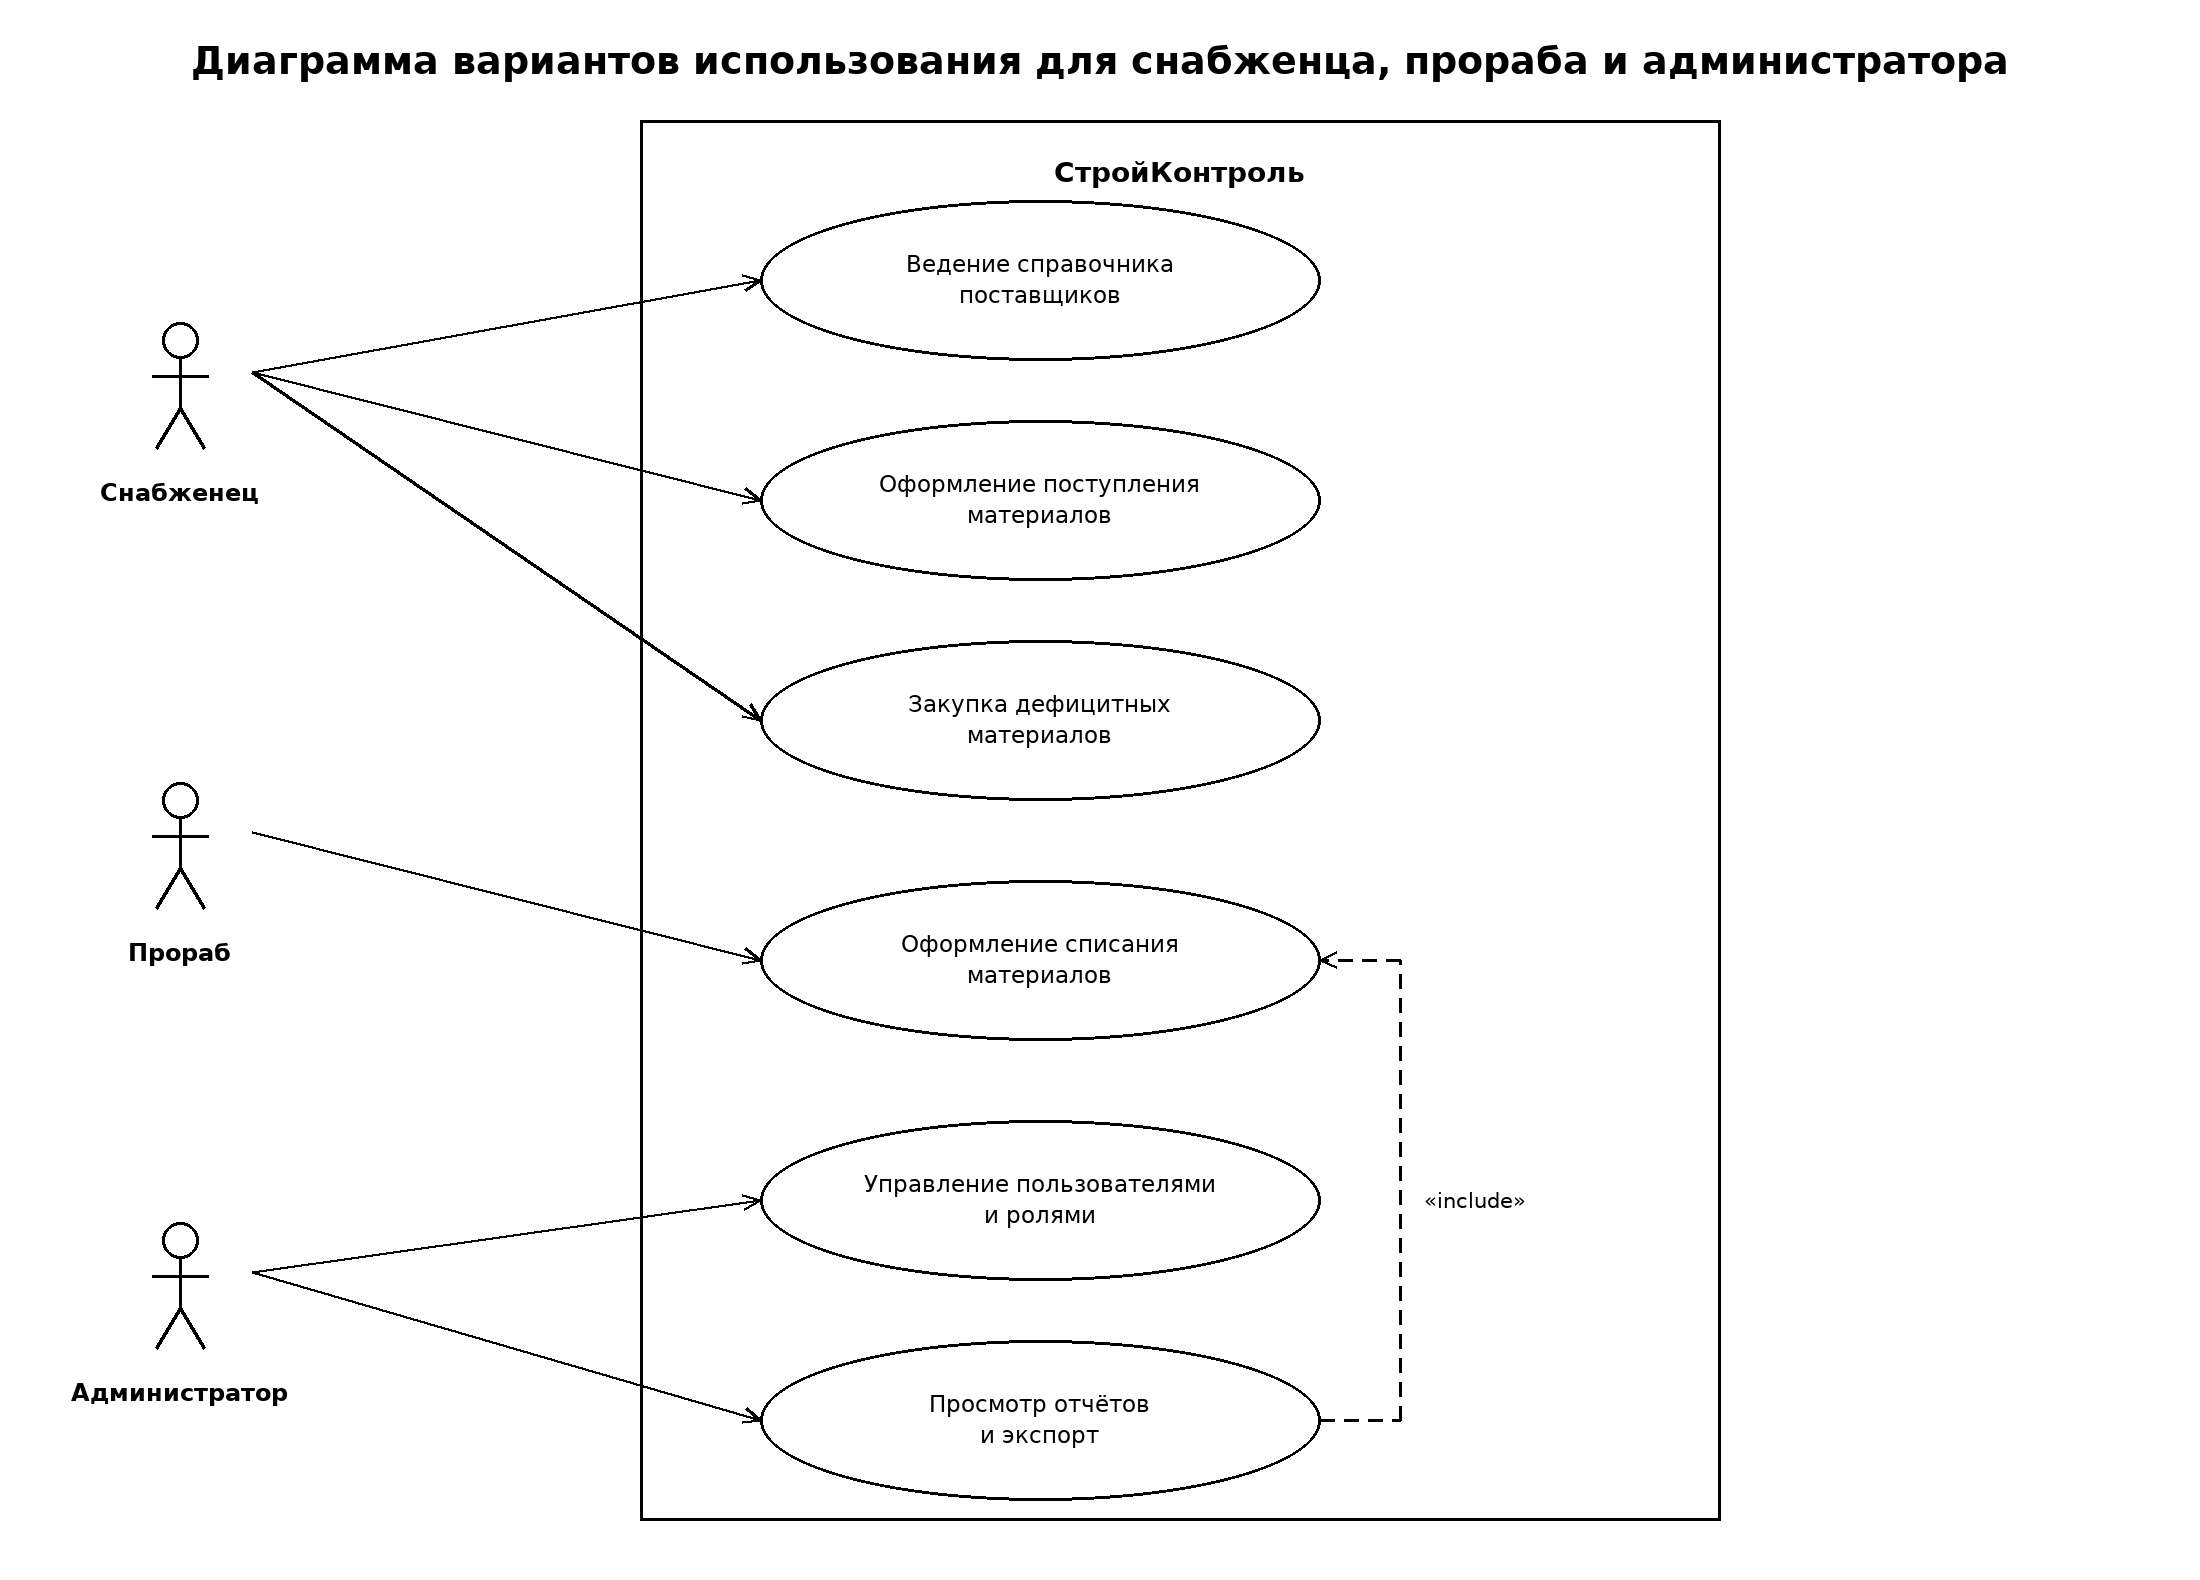 Диаграмма вариантов использования для снабженца, прораба и администратора
СтройКонтроль
Ведение справочника
поставщиков
Снабженец
Оформление поступления
материалов
Закупка дефицитных
материалов
Прораб
Оформление списания
материалов
Управление пользователями
и ролями
«include»
Администратор
Просмотр отчётов
и экспорт